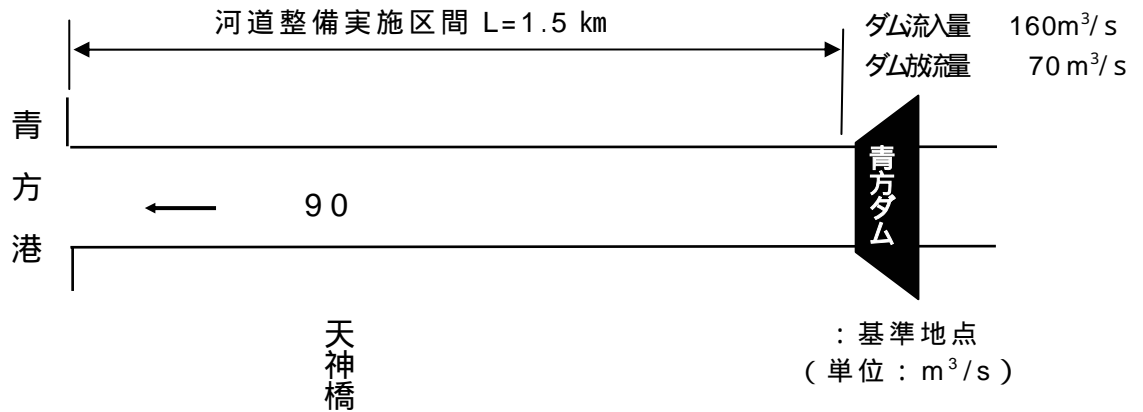 河道整備実施区間 L=1.5 km
ダム流入量 160m³/s
ダム放流量 70 m³/s
青方港
90
青方ダム
天神橋
：基準地点
（単位：m³/s）